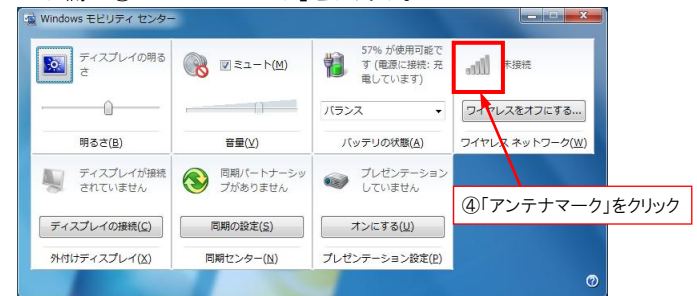 Windows モビリティ センター
ディスプレイの明る
さ
明るさ(B)
ミュート(M)
音量(V)
57% が使用可能で
す (電源に接続: 充
電しています)
バランス
バッテリの状態(A)
未接続
ワイヤレスをオフにする...
ワイヤレス ネットワーク(W)
④「アンテナマーク」をクリック
ディスプレイが接続
されていません
ディスプレイの接続(C)
外付けディスプレイ(X)
同期パートナーシッ
プがありません
同期の設定(S)
同期センター(N)
プレゼンテーション
していません
オンにする(U)
プレゼンテーション設定(P)